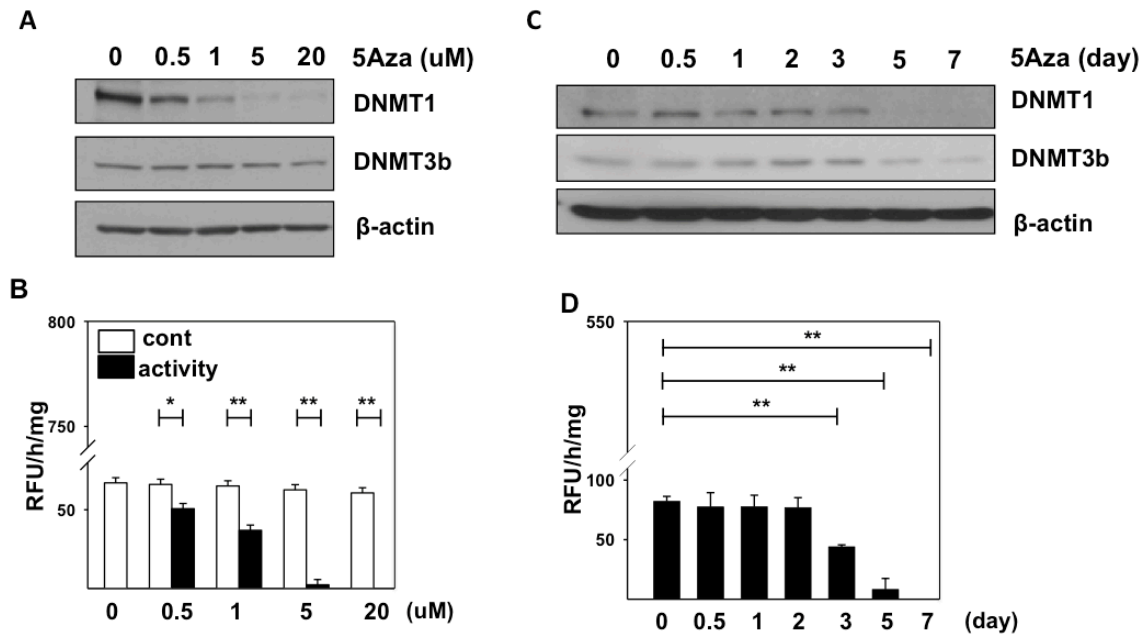 A
0 0.5 1 5 20 5Aza (uM)
DNMT1
DNMT3b
β-actin
B
800
cont
activity
* ** ** **
750
RFU/h/mg
50
0 0.5 1 5 20 (uM)
C
0 0.5 1 2 3 5 7 5Aza (day)
DNMT1
DNMT3b
β-actin
D
550
**
**
**
RFU/h/mg
100
50
0 0.5 1 2 3 5 7 (day)